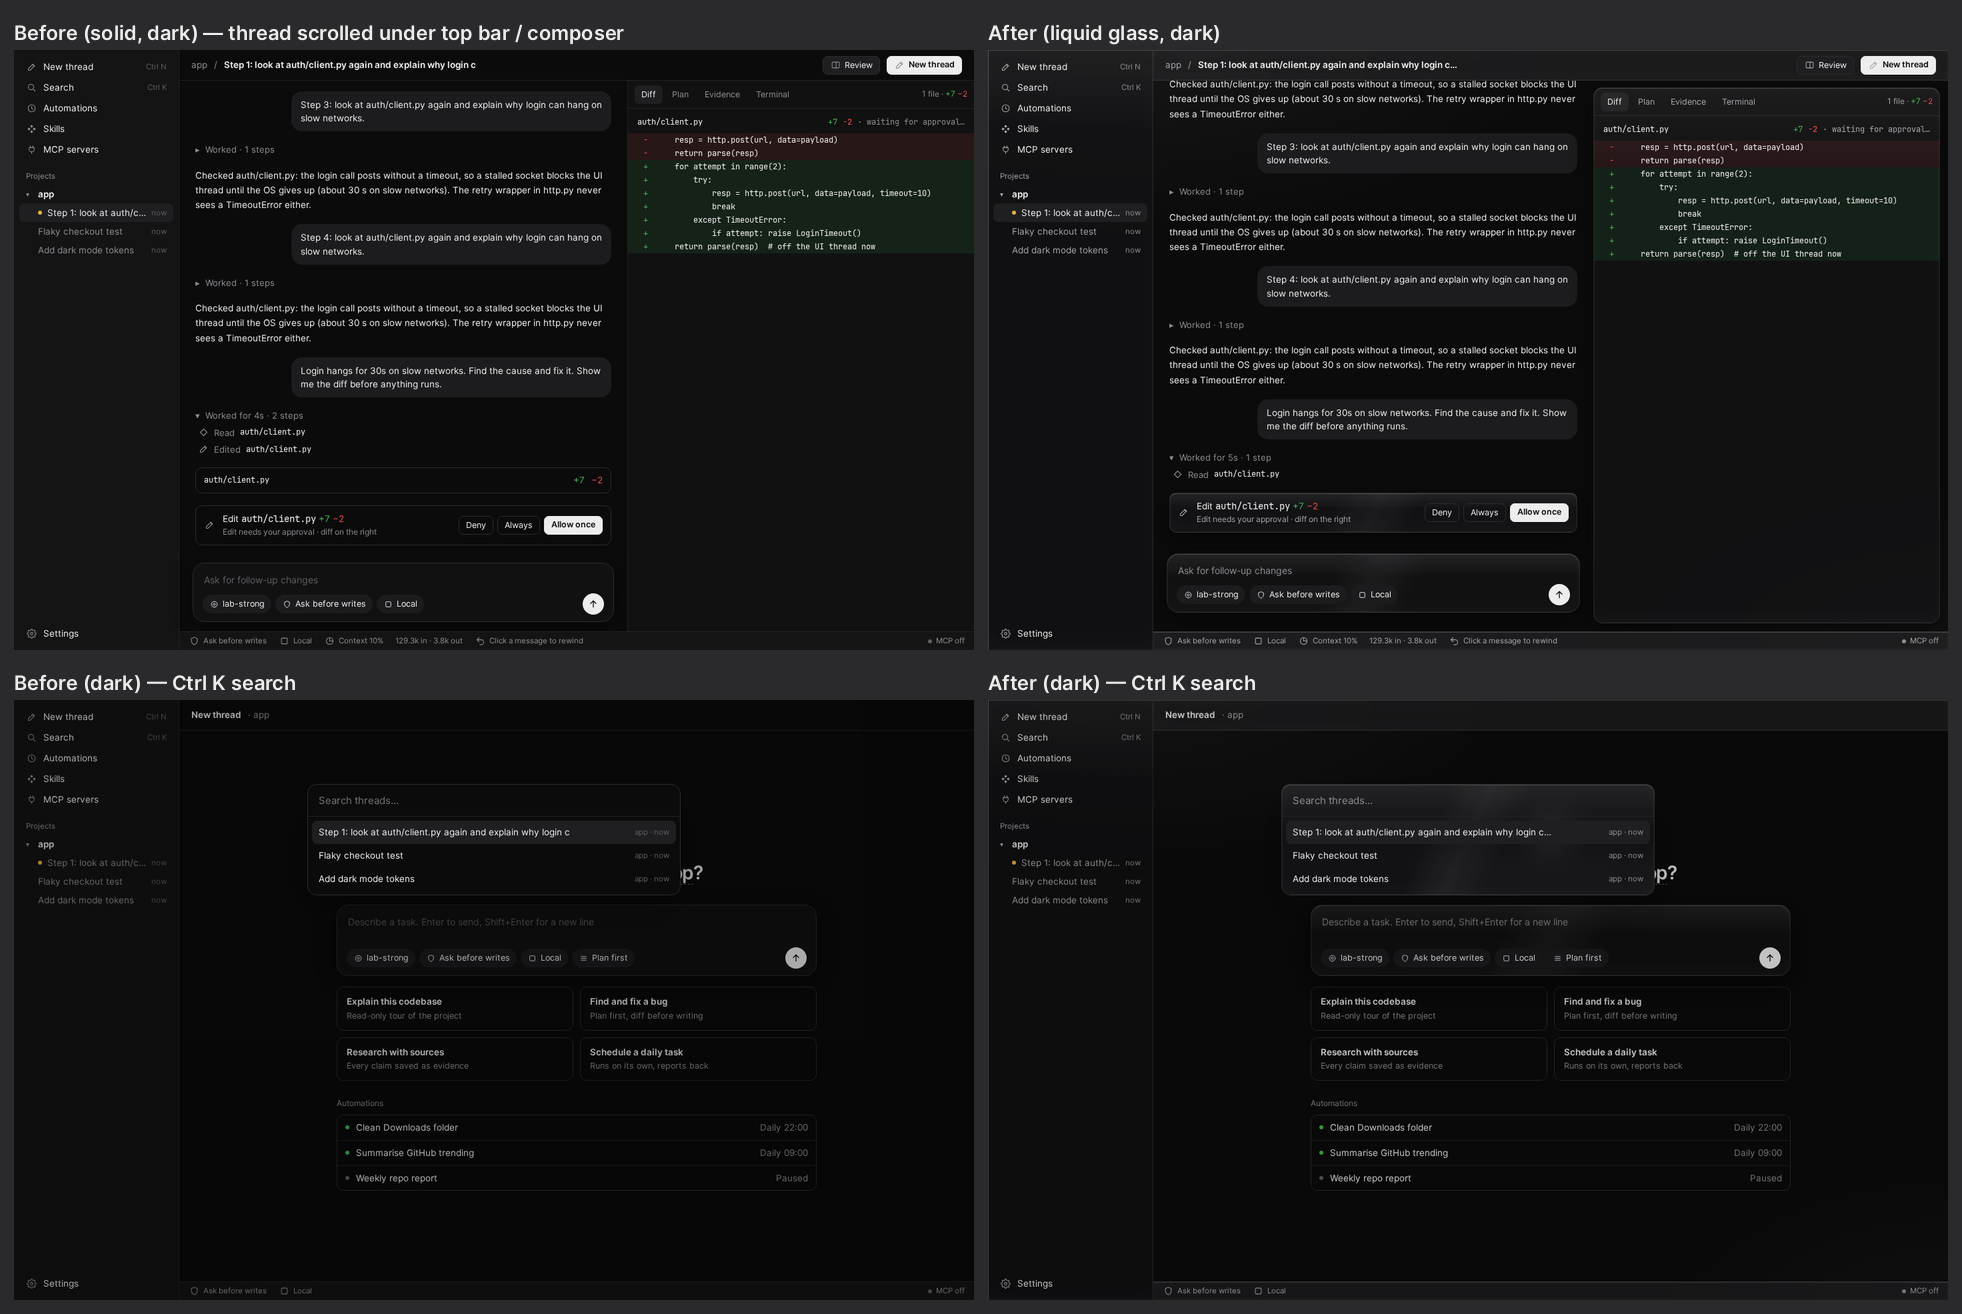 Before (solid, dark) — thread scrolled under top bar / composer
New thread Ctrl N
Search Ctrl K
Automations
Skills
MCP servers
Projects
app
Step 1: look at auth/c... now
Flaky checkout test now
Add dark mode tokens now
Settings
app / Step 1: look at auth/client.py again and explain why login c
Review New thread
Step 3: look at auth/client.py again and explain why login can hang on
slow networks.
Worked · 1 steps
Checked auth/client.py: the login call posts without a timeout, so a stalled socket blocks the UI
thread until the OS gives up (about 30 s on slow networks). The retry wrapper in http.py never
sees a TimeoutError either.
Step 4: look at auth/client.py again and explain why login can hang on
slow networks.
Worked · 1 steps
Checked auth/client.py: the login call posts without a timeout, so a stalled socket blocks the UI
thread until the OS gives up (about 30 s on slow networks). The retry wrapper in http.py never
sees a TimeoutError either.
Login hangs for 30s on slow networks. Find the cause and fix it. Show
me the diff before anything runs.
Worked for 4s · 2 steps
Read auth/client.py
Edited auth/client.py
auth/client.py +7 −2
Edit auth/client.py +7 −2
Edit needs your approval · diff on the right
Deny Always Allow once
Ask for follow-up changes
lab-strong Ask before writes Local
Diff Plan Evidence Terminal 1 file · +7 −2
auth/client.py +7 -2 · waiting for approval…
- resp = http.post(url, data=payload)
- return parse(resp)
+ for attempt in range(2):
+ try:
+ resp = http.post(url, data=payload, timeout=10)
+ break
+ except TimeoutError:
+ if attempt: raise LoginTimeout()
+ return parse(resp) # off the UI thread now
Ask before writes Local Context 10% 129.3k in · 3.8k out Click a message to rewind MCP off
After (liquid glass, dark)
New thread Ctrl N
Search Ctrl K
Automations
Skills
MCP servers
Projects
app
Step 1: look at auth/c... now
Flaky checkout test now
Add dark mode tokens now
Settings
app / Step 1: look at auth/client.py again and explain why login c…
Review New thread
Checked auth/client.py: the login call posts without a timeout, so a stalled socket blocks the UI
thread until the OS gives up (about 30 s on slow networks). The retry wrapper in http.py never
sees a TimeoutError either.
Step 3: look at auth/client.py again and explain why login can hang on
slow networks.
Worked · 1 step
Checked auth/client.py: the login call posts without a timeout, so a stalled socket blocks the UI
thread until the OS gives up (about 30 s on slow networks). The retry wrapper in http.py never
sees a TimeoutError either.
Step 4: look at auth/client.py again and explain why login can hang on
slow networks.
Worked · 1 step
Checked auth/client.py: the login call posts without a timeout, so a stalled socket blocks the UI
thread until the OS gives up (about 30 s on slow networks). The retry wrapper in http.py never
sees a TimeoutError either.
Login hangs for 30s on slow networks. Find the cause and fix it. Show
me the diff before anything runs.
Worked for 5s · 1 step
Read auth/client.py
Edit auth/client.py +7 −2
Edit needs your approval · diff on the right
Deny Always Allow once
Ask for follow-up changes
lab-strong Ask before writes Local
Diff Plan Evidence Terminal 1 file · +7 −2
auth/client.py +7 -2 · waiting for approval…
- resp = http.post(url, data=payload)
- return parse(resp)
+ for attempt in range(2):
+ try:
+ resp = http.post(url, data=payload, timeout=10)
+ break
+ except TimeoutError:
+ if attempt: raise LoginTimeout()
+ return parse(resp) # off the UI thread now
Ask before writes Local Context 10% 129.3k in · 3.8k out Click a message to rewind MCP off
Before (dark) — Ctrl K search
New thread Ctrl N
Search Ctrl K
Automations
Skills
MCP servers
Projects
app
Step 1: look at auth/c... now
Flaky checkout test now
Add dark mode tokens now
Settings
New thread · app
Search threads...
Step 1: look at auth/client.py again and explain why login c app · now
Flaky checkout test app · now
Add dark mode tokens app · now
pp?
Describe a task. Enter to send, Shift+Enter for a new line
lab-strong Ask before writes Local Plan first
Explain this codebase
Read-only tour of the project
Find and fix a bug
Plan first, diff before writing
Research with sources
Every claim saved as evidence
Schedule a daily task
Runs on its own, reports back
Automations
Clean Downloads folder Daily 22:00
Summarise GitHub trending Daily 09:00
Weekly repo report Paused
Ask before writes Local MCP off
After (dark) — Ctrl K search
New thread Ctrl N
Search Ctrl K
Automations
Skills
MCP servers
Projects
app
Step 1: look at auth/c... now
Flaky checkout test now
Add dark mode tokens now
Settings
New thread · app
Search threads...
Step 1: look at auth/client.py again and explain why login c… app · now
Flaky checkout test app · now
Add dark mode tokens app · now
pp?
Describe a task. Enter to send, Shift+Enter for a new line
lab-strong Ask before writes Local Plan first
Explain this codebase
Read-only tour of the project
Find and fix a bug
Plan first, diff before writing
Research with sources
Every claim saved as evidence
Schedule a daily task
Runs on its own, reports back
Automations
Clean Downloads folder Daily 22:00
Summarise GitHub trending Daily 09:00
Weekly repo report Paused
Ask before writes Local MCP off